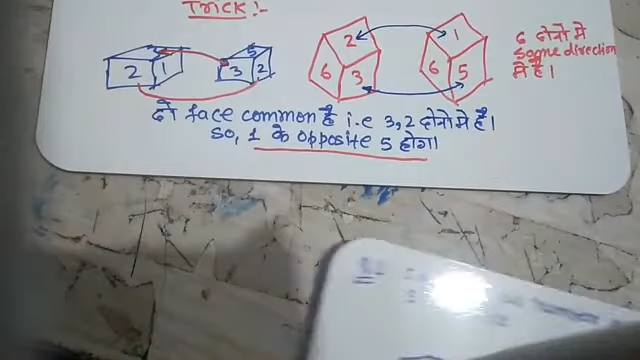 Trick:-
2 1
3 5 2
2 6 3
1 6 5
6 दोनो मे
same direction
मे है।
दो face common है i.e 3,2 दोनो मे है।
So, 1 के opposite 5 होगा।